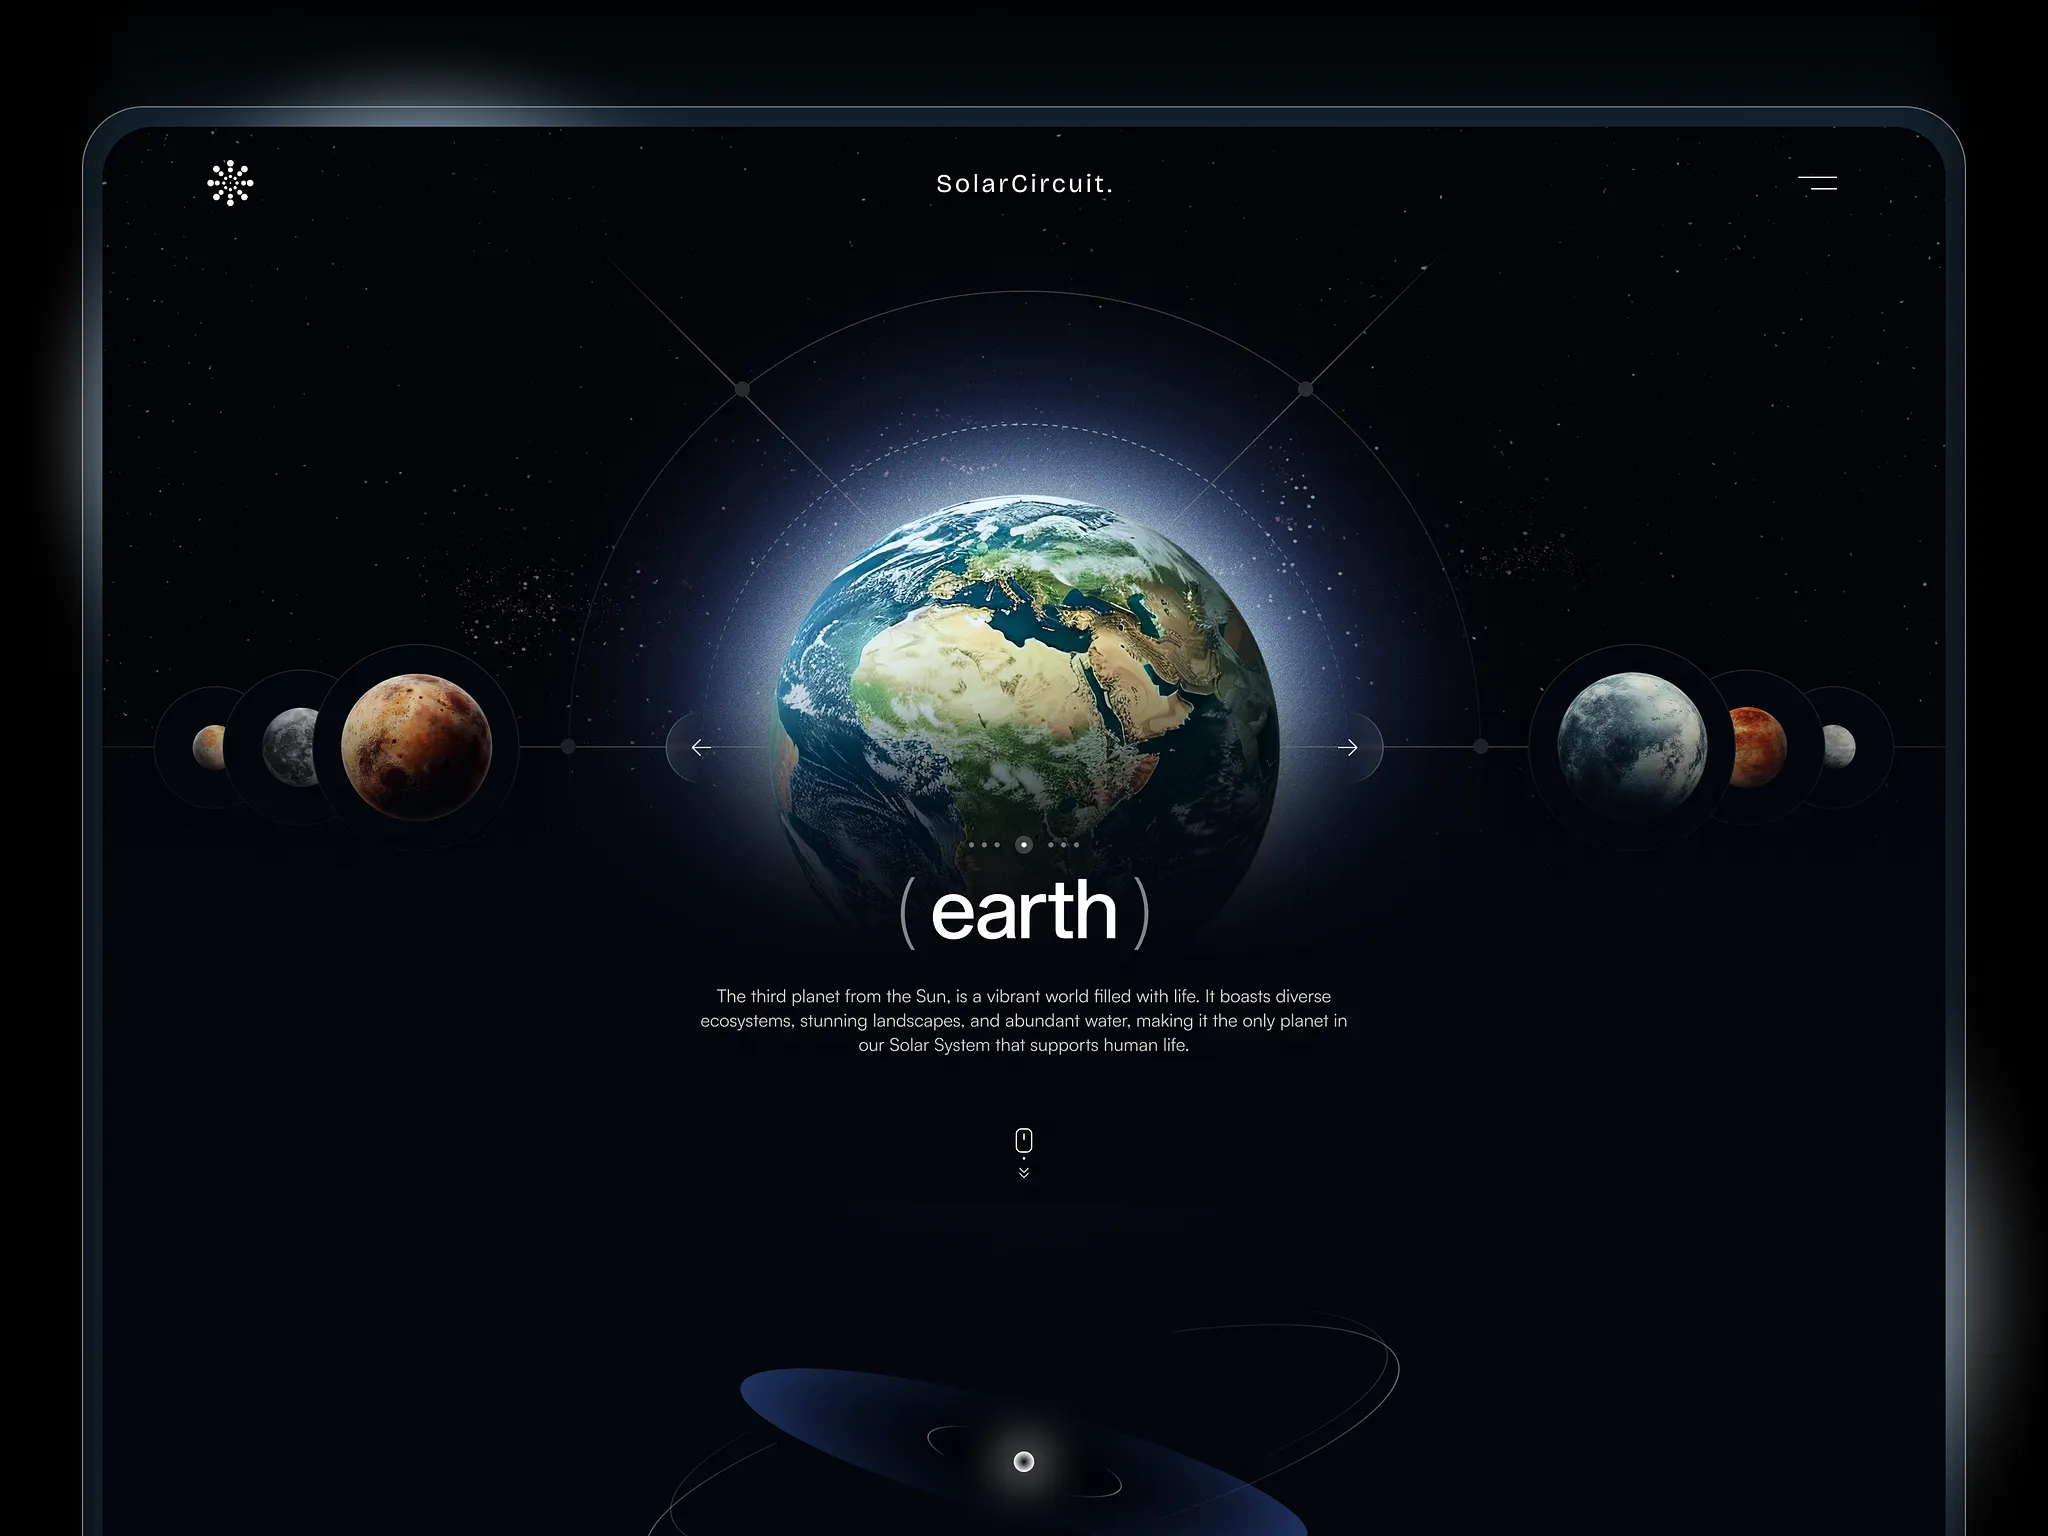 SolarCircuit.
( earth )
The third planet from the Sun, is a vibrant world filled with life. It boasts diverse
ecosystems, stunning landscapes, and abundant water, making it the only planet in
our Solar System that supports human life.